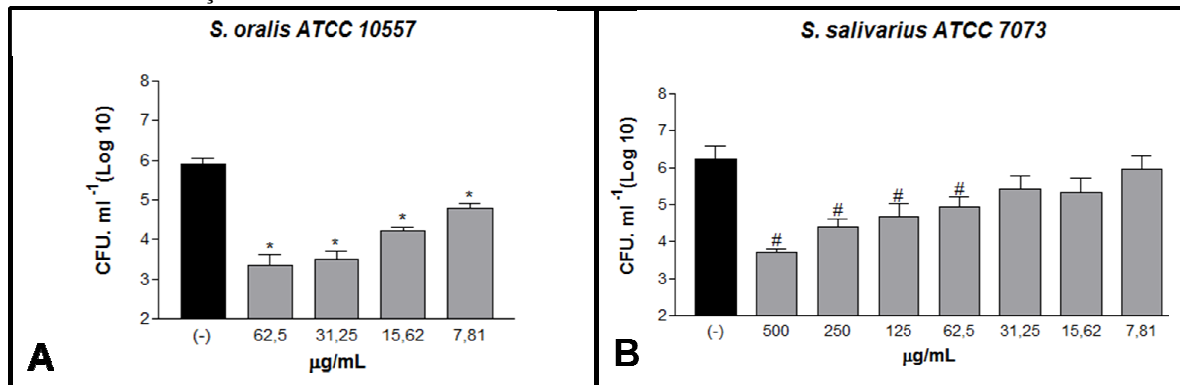 S. oralis ATCC 10557
CFU. ml -1(Log 10)
8
7
6
5
4
3
2
* * * *
(-) 62,5 31,25 15,62 7,81
µg/mL
A
S. salivarius ATCC 7073
CFU. ml -1(Log 10)
8
7
6
5
4
3
2
# # # #
(-) 500 250 125 62,5 31,25 15,62 7,81
µg/mL
B